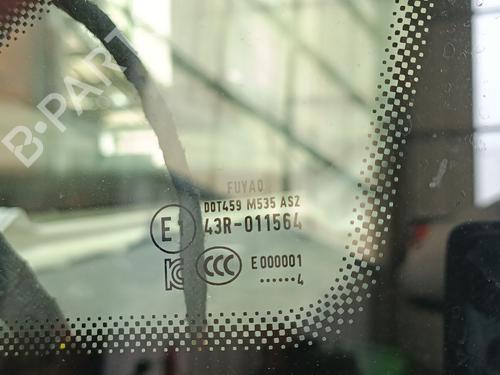 B-PART
FUYAO
DOT459 M535 AS2
E1 43R-011564
CCC E000001
······4